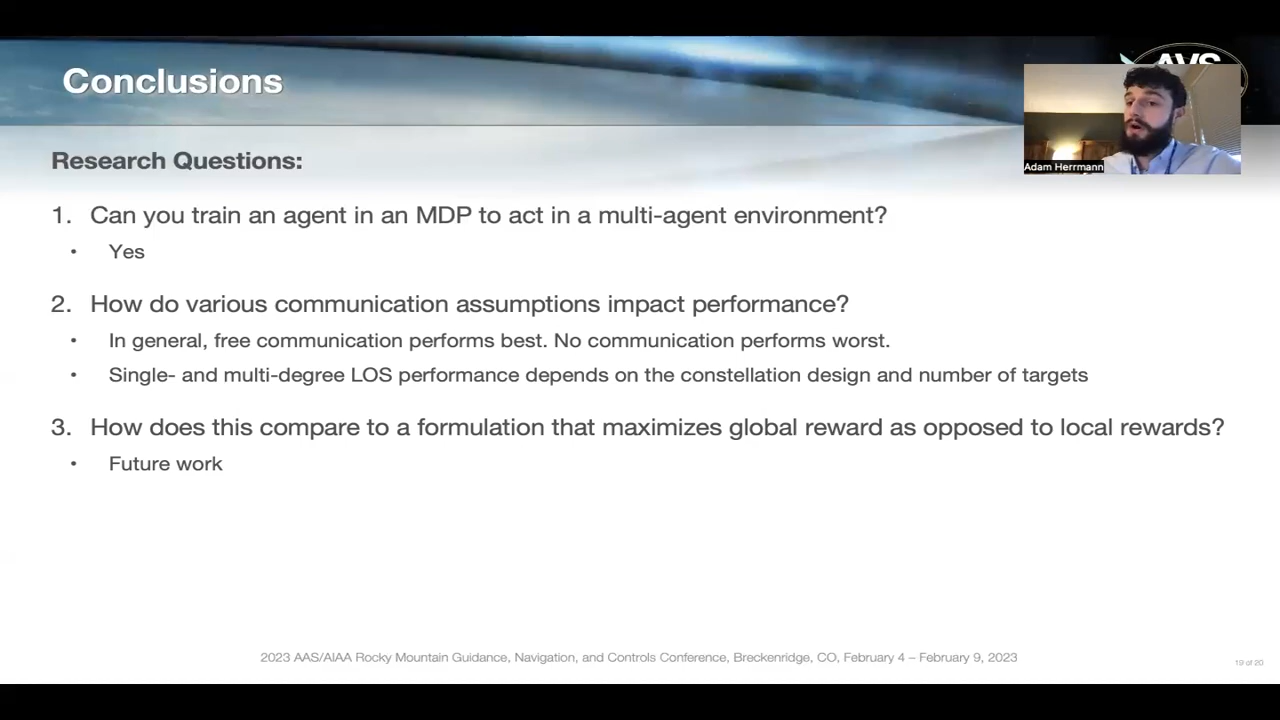 Conclusions
AVS
Adam Herrmann
Research Questions:
1. Can you train an agent in an MDP to act in a multi-agent environment?
• Yes
2. How do various communication assumptions impact performance?
• In general, free communication performs best. No communication performs worst.
• Single- and multi-degree LOS performance depends on the constellation design and number of targets
3. How does this compare to a formulation that maximizes global reward as opposed to local rewards?
• Future work
2023 AAS/AIAA Rocky Mountain Guidance, Navigation, and Controls Conference, Breckenridge, CO, February 4 – February 9, 2023
19 of 20